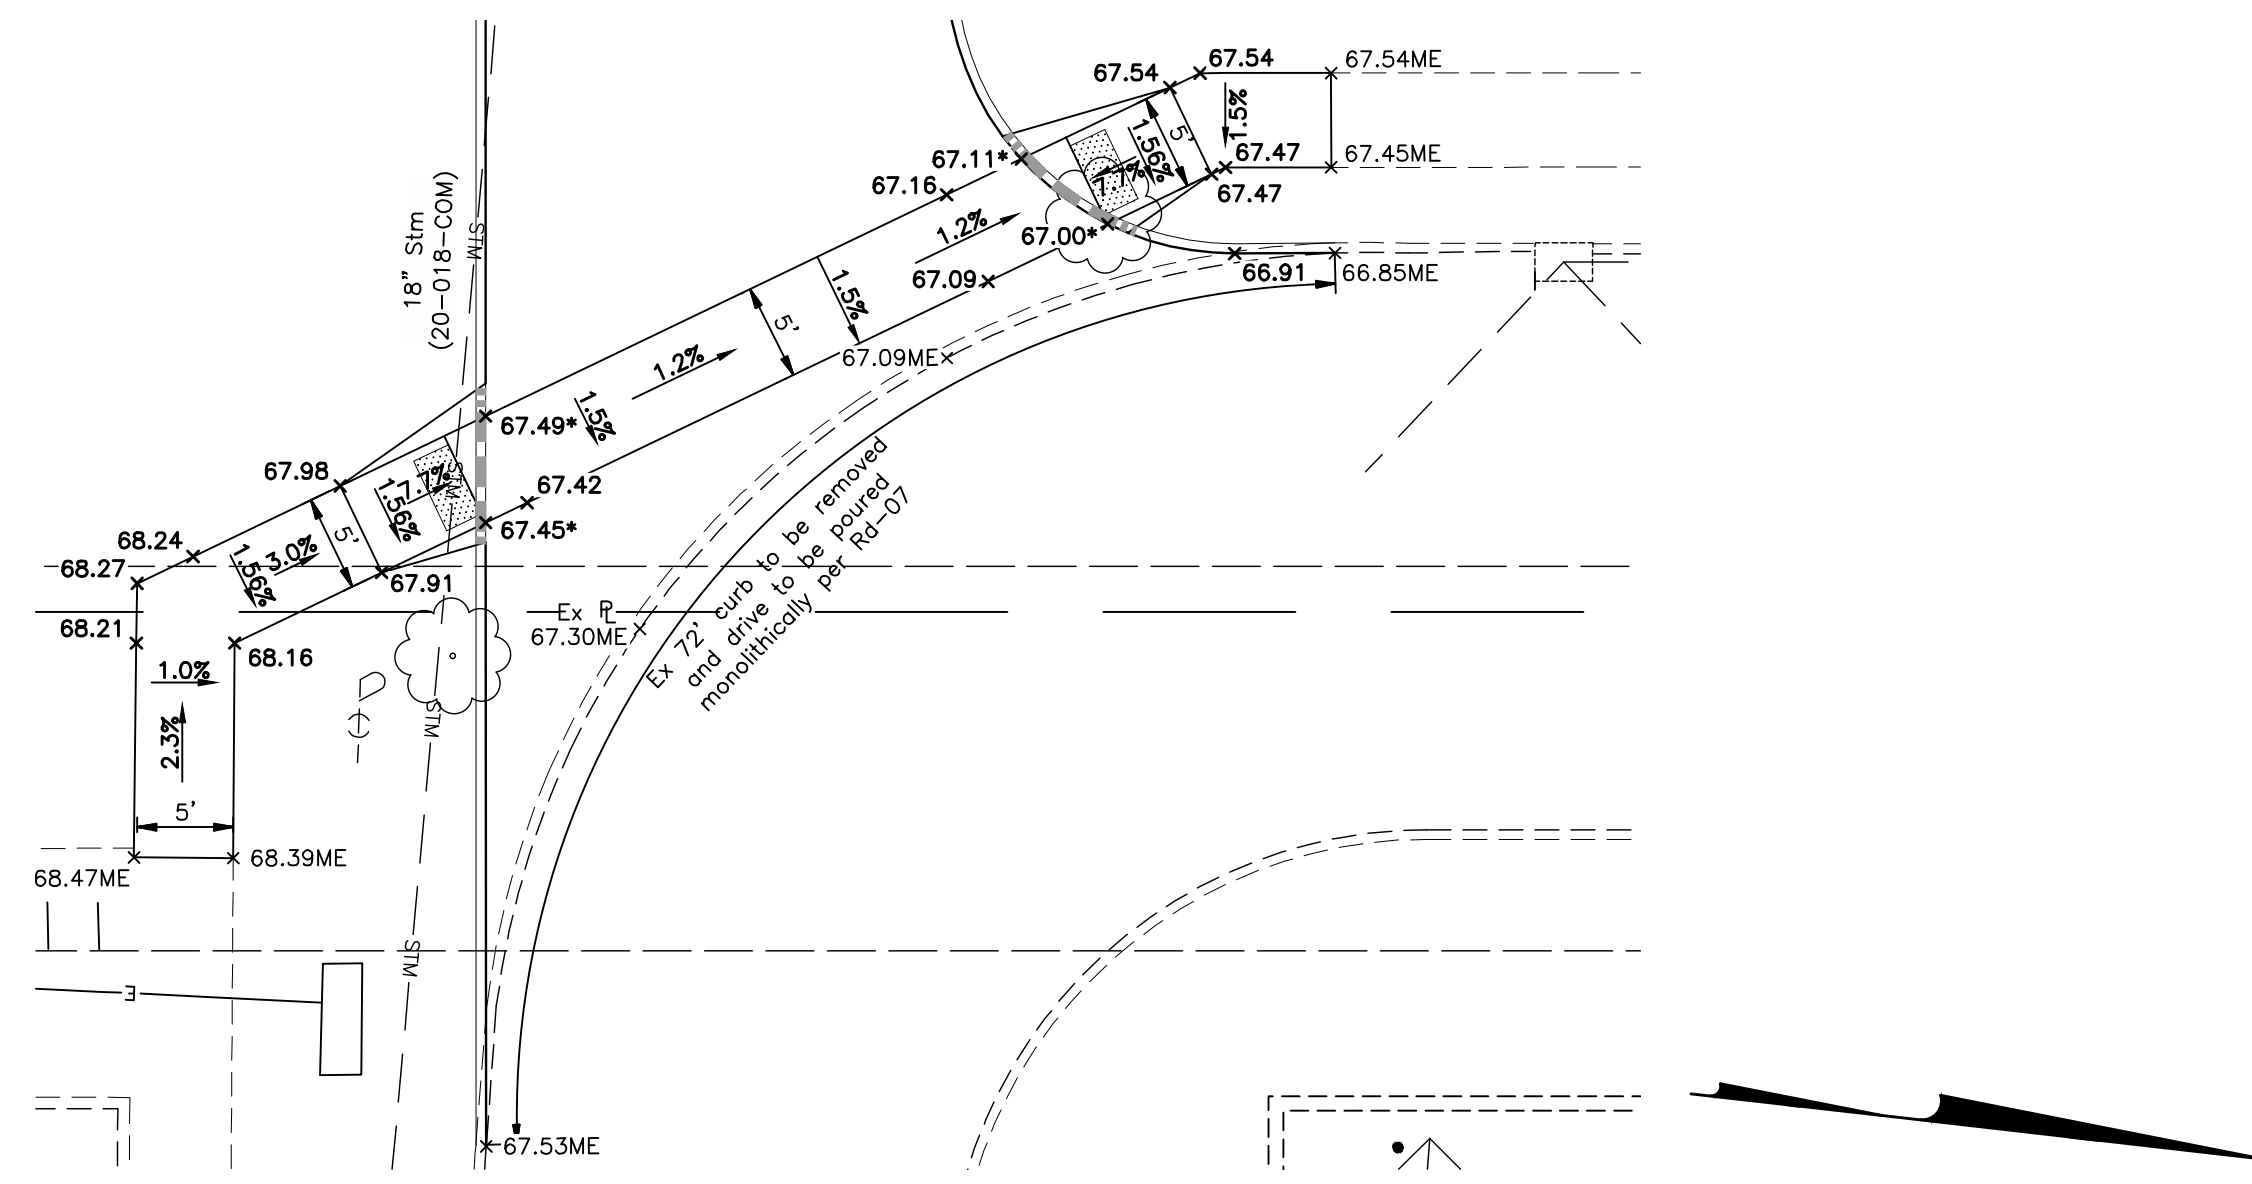 67.54
67.54ME
67.54
1.5%
5'
1.56%
67.47
67.45ME
67.11*
7.7%
67.16
67.47
18" Stm
(20-018-COM)
STM
1.2%
67.00*
67.09
66.91
66.85ME
1.5%
5'
67.09ME
1.2%
1.5%
67.49*
67.98
STM
7.7%
1.56%
67.42
67.45*
68.24
5'
3.0%
68.27
1.56%
67.91
Ex PL
67.30ME
68.21
68.16
1.0%
Ex 72' curb to be removed
and drive to be poured
monolithically per Rd-07
STM
2.3%
5'
68.39ME
68.47ME
STM
E
67.53ME